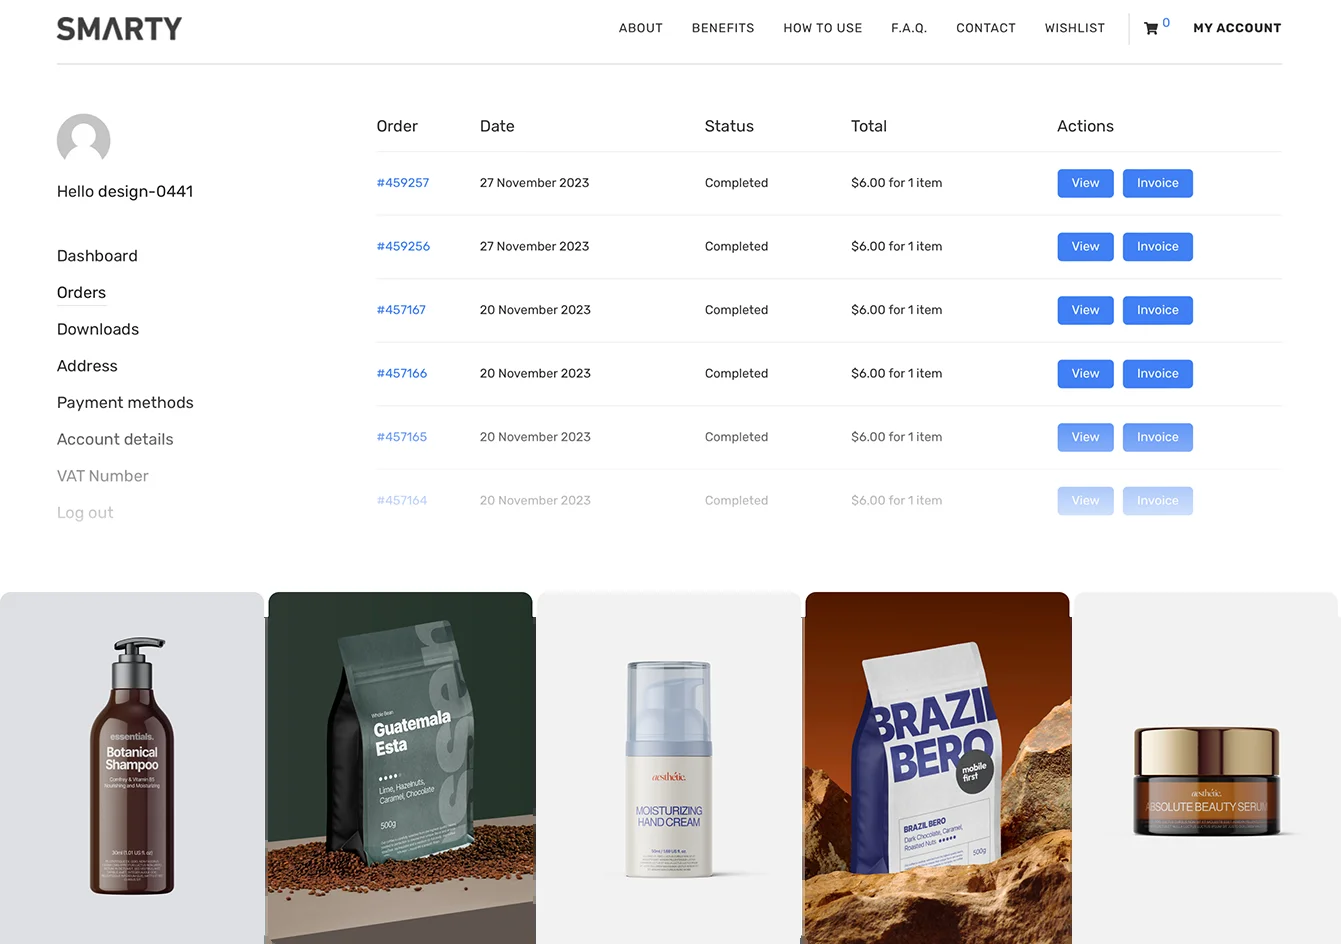 SMARTY
ABOUT BENEFITS HOW TO USE F.A.Q. CONTACT WISHLIST 0 MY ACCOUNT
Hello design-0441
Dashboard
Orders
Downloads
Address
Payment methods
Account details
VAT Number
Log out
Order Date Status Total Actions
#459257 27 November 2023 Completed $6.00 for 1 item View Invoice
#459256 27 November 2023 Completed $6.00 for 1 item View Invoice
#457167 20 November 2023 Completed $6.00 for 1 item View Invoice
#457166 20 November 2023 Completed $6.00 for 1 item View Invoice
#457165 20 November 2023 Completed $6.00 for 1 item View Invoice
#457164 20 November 2023 Completed $6.00 for 1 item View Invoice
essentials.
Botanical
Shampoo
Comfrey & Vitamin B5
Nourishing and Moisturizing
30ml (1.01 US fl. oz)
Whole Bean
Guatemala
Esta
Lime, Hazelnuts,
Caramel, Chocolate
500g
essen
aesthetic.
MOISTURIZING
HAND CREAM
BRAZIL
BERO
mobile
first
BRAZIL BERO
Dark Chocolate, Caramel,
Roasted Nuts
500g
aesthetic.
ABSOLUTE BEAUTY SERUM